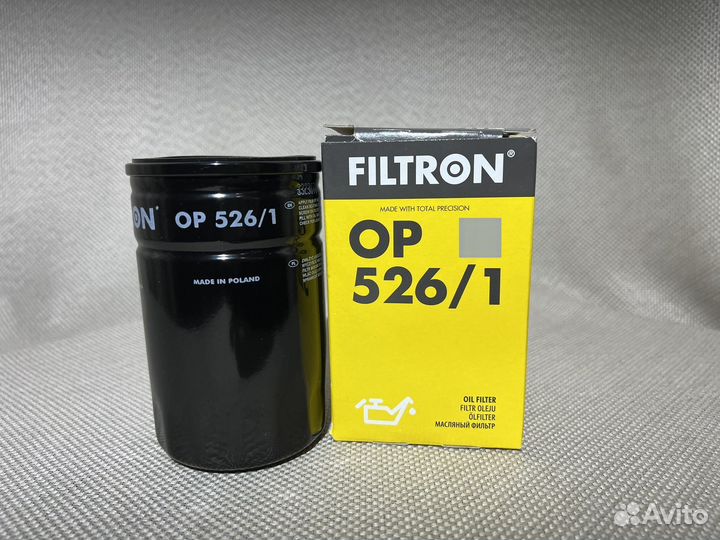 TRON
OP 526/1
MADE IN POLAND
FILTRON®
MADE WITH TOTAL PRECISION
OP
526/1
OIL FILTER
FILTR OLEJU
ÖLFILTER
МАСЛЯНЫЙ ФИЛЬТР
Avito